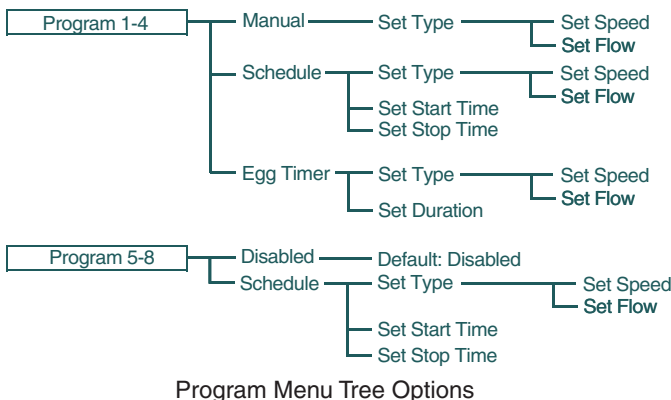 Program 1-4 Manual Set Type Set Speed
Set Flow
Schedule Set Type Set Speed
Set Flow
Set Start Time
Set Stop Time
Egg Timer Set Type Set Speed
Set Flow
Set Duration
Program 5-8 Disabled Default: Disabled
Schedule Set Type Set Speed
Set Flow
Set Start Time
Set Stop Time
Program Menu Tree Options